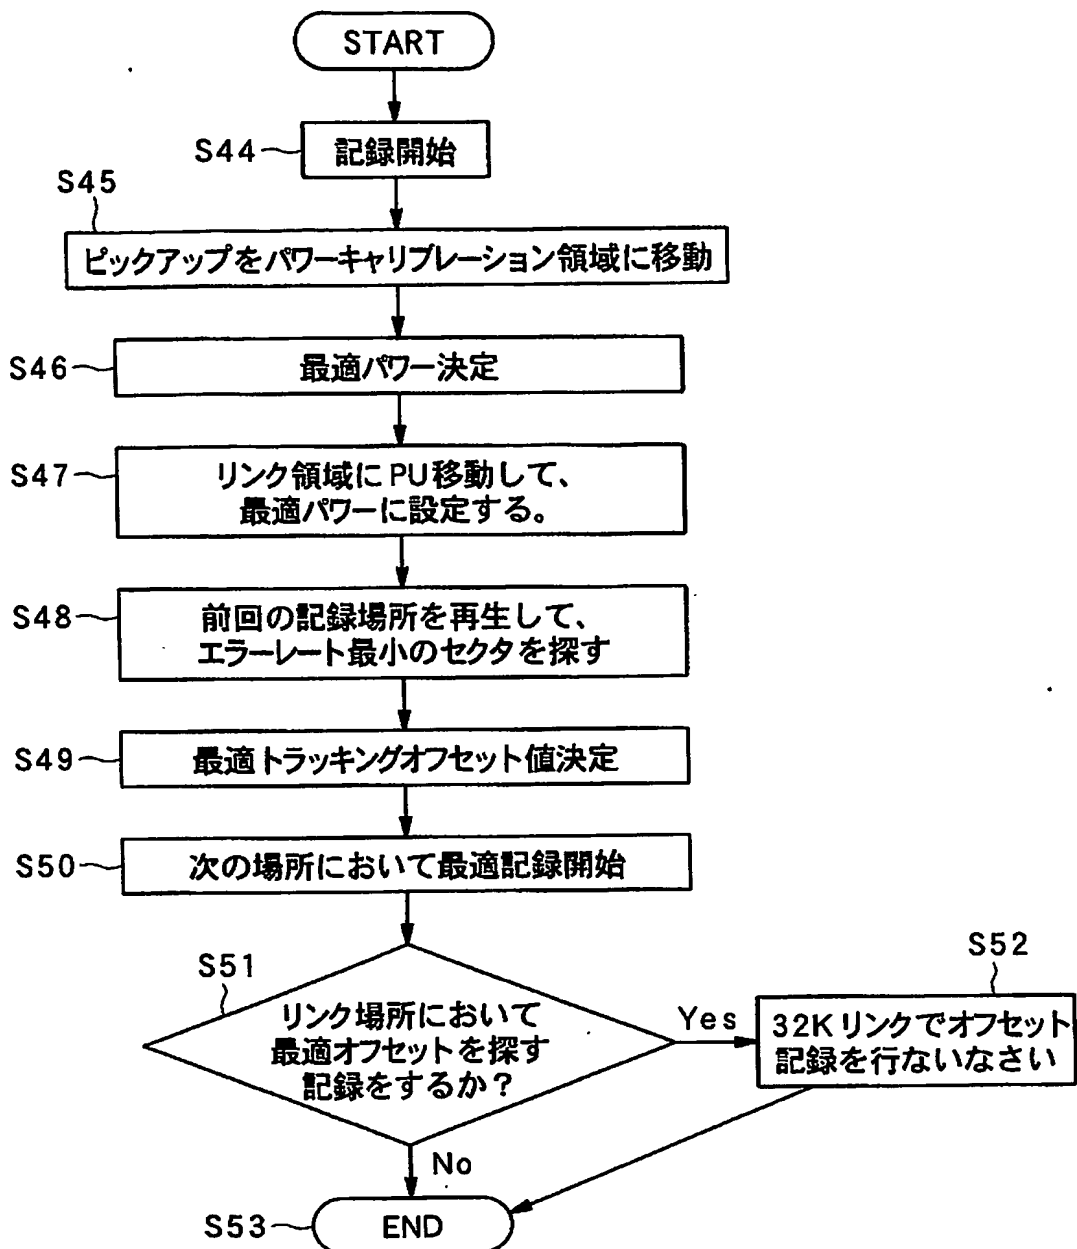 START
S44
記録開始
S45
ピックアップをパワーキャリブレーション領域に移動
S46
最適パワー決定
S47
リンク領域にPU移動して、
最適パワーに設定する。
S48
前回の記録場所を再生して、
エラーレート最小のセクタを探す
S49
最適トラッキングオフセット値決定
S50
次の場所において最適記録開始
S51
リンク場所において
最適オフセットを探す
記録をするか?
Yes
S52
32Kリンクでオフセット
記録を行ないなさい
No
S53
END